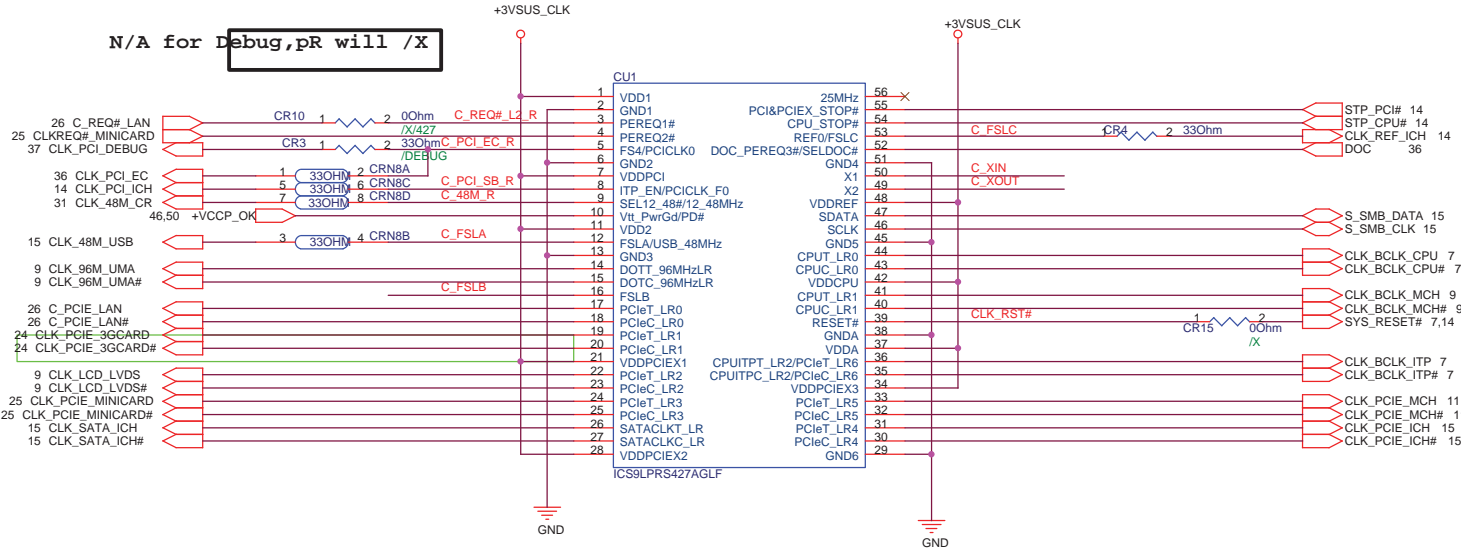 +3VSUS_CLK
+3VSUS_CLK
N/A for Debug,pR will /X
CU1
1 VDD1 25MHz 56
2 GND1 PCI&PCIEX_STOP# 55 STP_PCI# 14
26 C_REQ#_LAN CR10 1 2 0Ohm /X/427 C_REQ#_L2_R 3 PEREQ1# CPU_STOP# 54 STP_CPU# 14
25 CLKREQ#_MINICARD 4 PEREQ2# REF0/FSLC 53 C_FSLC CR4 1 2 33Ohm CLK_REF_ICH 14
37 CLK_PCI_DEBUG CR3 1 2 33Ohm /DEBUG C_PCI_EC_R 5 FS4/PCICLK0 DOC_PEREQ3#/SELDOC# 52 DOC 36
6 GND2 GND4 51
36 CLK_PCI_EC 1 33OHM 2 CRN8A 7 VDDPCI X1 50 C_XIN
14 CLK_PCI_ICH 5 33OHM 6 CRN8C C_PCI_SB_R 8 ITP_EN/PCICLK_F0 X2 49 C_XOUT
31 CLK_48M_CR 7 33OHM 8 CRN8D C_48M_R 9 SEL12_48#/12_48MHz VDDREF 48
46,50 +VCCP_OK 10 Vtt_PwrGd/PD# SDATA 47 S_SMB_DATA 15
11 VDD2 SCLK 46 S_SMB_CLK 15
15 CLK_48M_USB 3 33OHM 4 CRN8B C_FSLA 12 FSLA/USB_48MHz GND5 45
13 GND3 CPUT_LR0 44 CLK_BCLK_CPU 7
9 CLK_96M_UMA 14 DOTT_96MHzLR CPUC_LR0 43 CLK_BCLK_CPU# 7
9 CLK_96M_UMA# 15 DOTC_96MHzLR VDDCPU 42
C_FSLB 16 FSLB CPUT_LR1 41 CLK_BCLK_MCH 9
26 C_PCIE_LAN 17 PCIeT_LR0 CPUC_LR1 40 CLK_BCLK_MCH# 9
26 C_PCIE_LAN# 18 PCIeC_LR0 RESET# 39 CLK_RST# CR15 1 2 0Ohm /X SYS_RESET# 7,14
24 CLK_PCIE_3GCARD 19 PCIeT_LR1 GNDA 38
24 CLK_PCIE_3GCARD# 20 PCIeC_LR1 VDDA 37
21 VDDPCIEX1 CPUITPT_LR2/PCIeT_LR6 36 CLK_BCLK_ITP 7
9 CLK_LCD_LVDS 22 PCIeT_LR2 CPUITPC_LR2/PCIeC_LR6 35 CLK_BCLK_ITP# 7
9 CLK_LCD_LVDS# 23 PCIeC_LR2 VDDPCIEX3 34
25 CLK_PCIE_MINICARD 24 PCIeT_LR3 PCIeT_LR5 33 CLK_PCIE_MCH 11
25 CLK_PCIE_MINICARD# 25 PCIeC_LR3 PCIeC_LR5 32 CLK_PCIE_MCH# 1
15 CLK_SATA_ICH 26 SATACLKT_LR PCIeT_LR4 31 CLK_PCIE_ICH 15
15 CLK_SATA_ICH# 27 SATACLKC_LR PCIeC_LR4 30 CLK_PCIE_ICH# 15
28 VDDPCIEX2 GND6 29
ICS9LPRS427AGLF
GND
GND